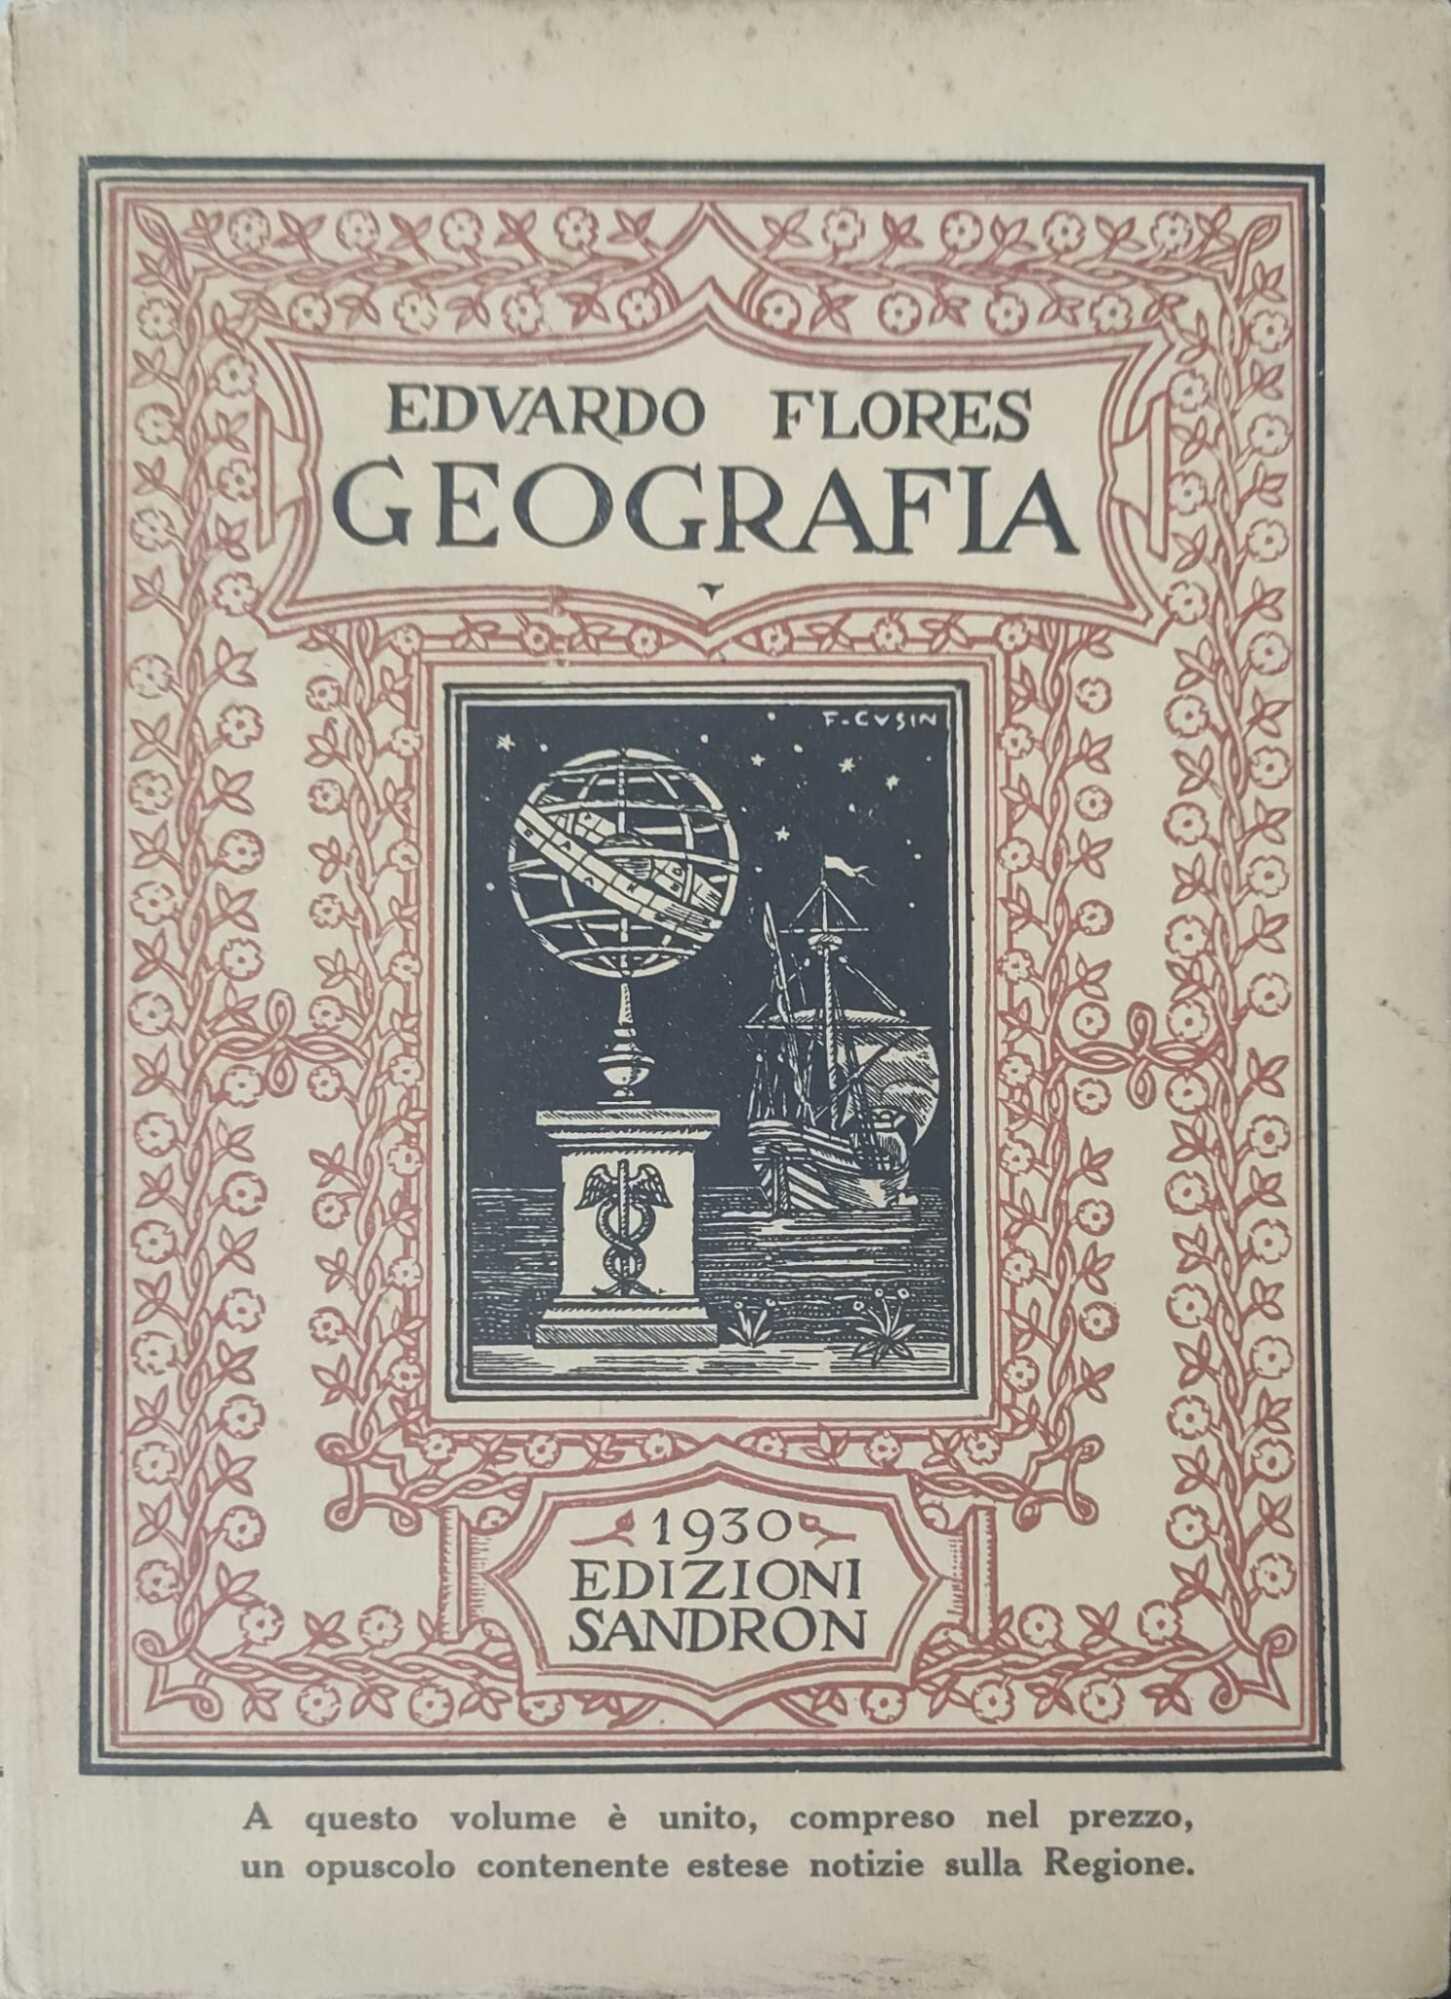 EDVARDO FLORES
GEOGRAFIA
F-CVSIN
1930
EDIZIONI
SANDRON
A questo volume è unito, compreso nel prezzo,
un opuscolo contenente estese notizie sulla Regione.